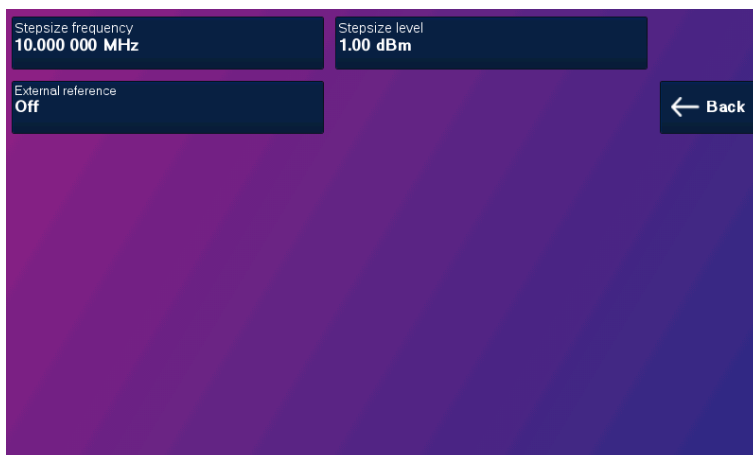 Stepsize frequency
10.000 000 MHz
Stepsize level
1.00 dBm
External reference
Off
Back